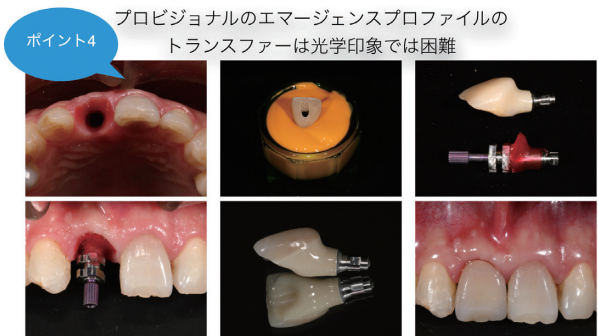 ポイント4
プロビジョナルのエマージェンスプロファイルの
トランスファーは光学印象では困難